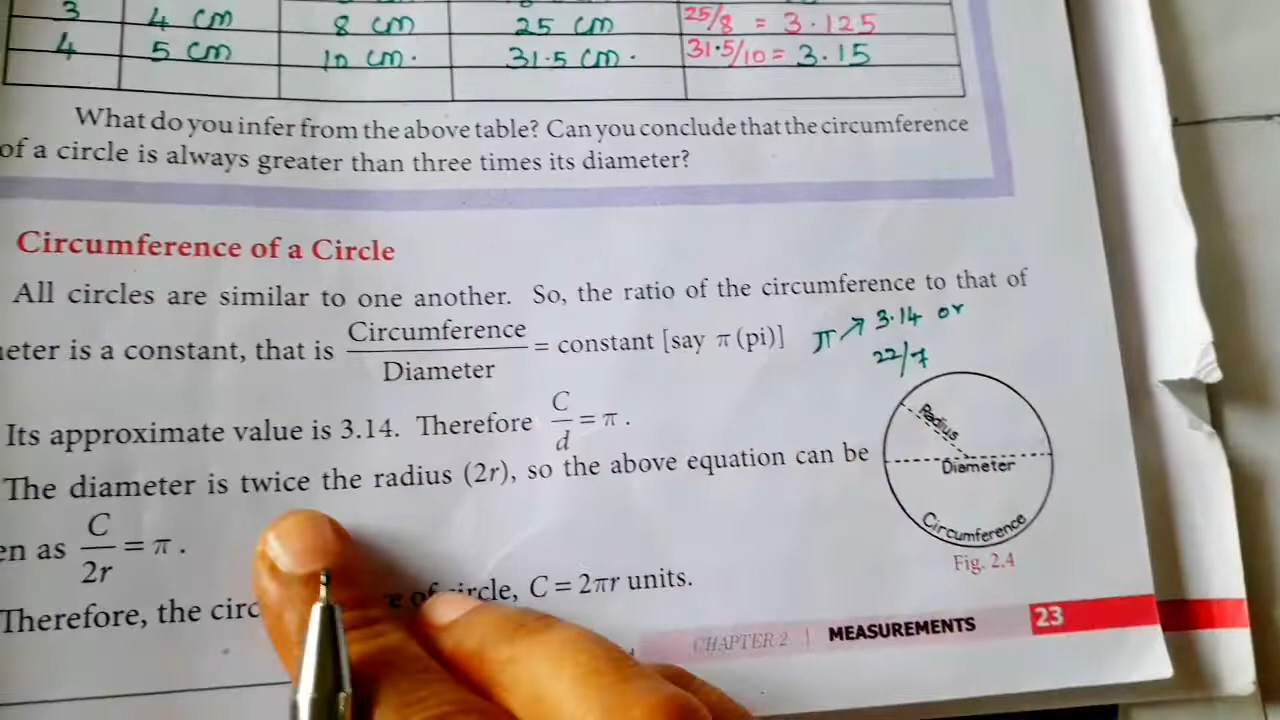 3 4 cm 8 cm 25 cm 25/8 = 3.125
4 5 cm 10 cm. 31.5 cm. 31.5/10 = 3.15
What do you infer from the above table? Can you conclude that the circumference
of a circle is always greater than three times its diameter?
Circumference of a Circle
All circles are similar to one another. So, the ratio of the circumference to that of
eter is a constant, that is Circumference/Diameter = constant [say π (pi)] π → 3.14 or
22/7
Its approximate value is 3.14. Therefore C/d = π.
The diameter is twice the radius (2r), so the above equation can be
en as C/2r = π.
Therefore, the circ e of circle, C = 2πr units.
Radius
Diameter
Circumference
Fig. 2.4
CHAPTER 2 | MEASUREMENTS 23